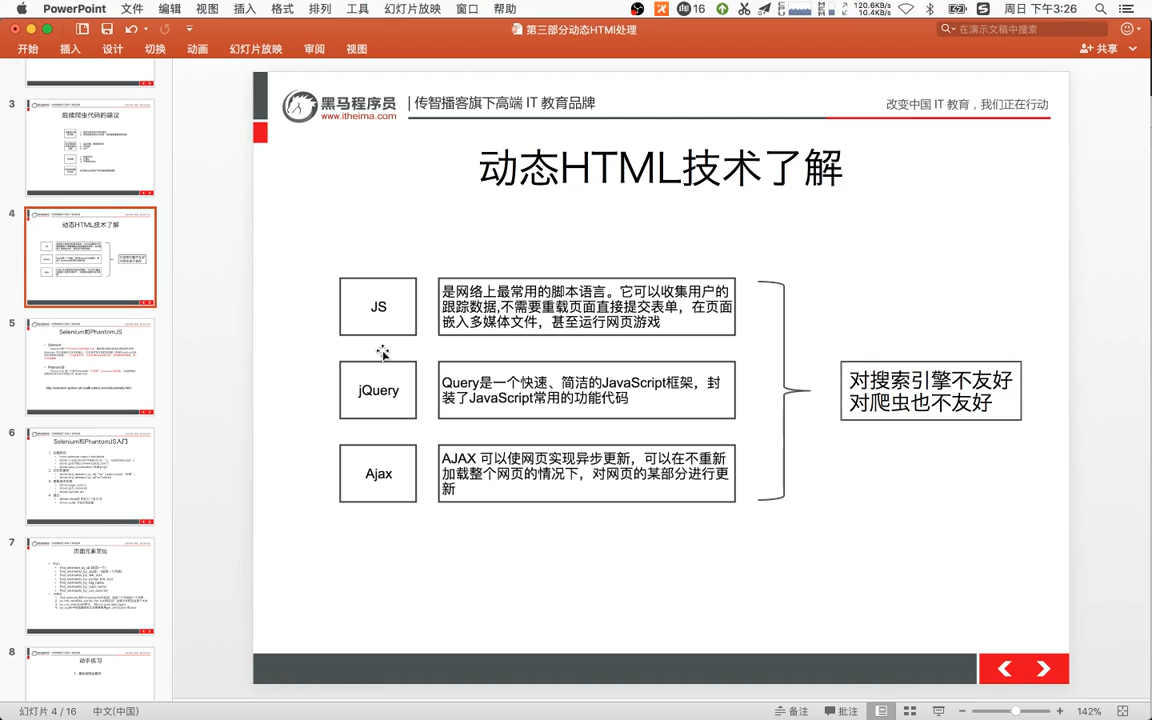 PowerPoint 文件 编辑 视图 插入 格式 排列 工具 幻灯片放映 窗口 帮助 16 120.6KB/s 10.4KB/s 周日 下午3:26
第三部分动态HTMl处理
在演示文稿中搜索
开始 插入 设计 切换 动画 幻灯片放映 审阅 视图 共享
3
后续爬虫代码的建议
4
动态HTML技术了解
5
Selenium和PhantomJS
6
Selenium和PhantomJS入门
7
页面元素定位
8
动手练习
黑马程序员
www.itheima.com
传智播客旗下高端 IT 教育品牌
改变中国 IT 教育，我们正在行动
动态HTML技术了解
JS
是网络上最常用的脚本语言。它可以收集用户的
跟踪数据,不需要重载页面直接提交表单，在页面
嵌入多媒体文件，甚至运行网页游戏
jQuery
Query是一个快速、简洁的JavaScript框架，封
装了JavaScript常用的功能代码
Ajax
AJAX 可以使网页实现异步更新，可以在不重新
加载整个网页的情况下，对网页的某部分进行更
新
对搜索引擎不友好
对爬虫也不友好
幻灯片 4 / 16 中文(中国) 备注 批注 142%